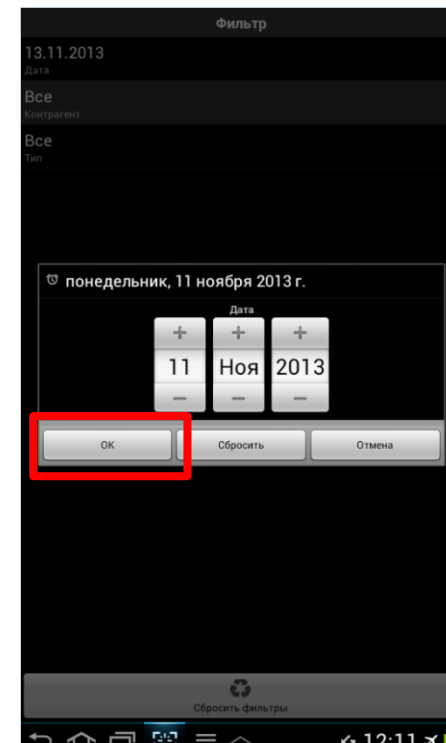 Фильтр
13.11.2013
Дата
Все
Контрагент
Все
Тип
понедельник, 11 ноября 2013 г.
Дата
+ + +
11 Ноя 2013
− − −
ОК Сбросить Отмена
Сбросить фильтры
12:11